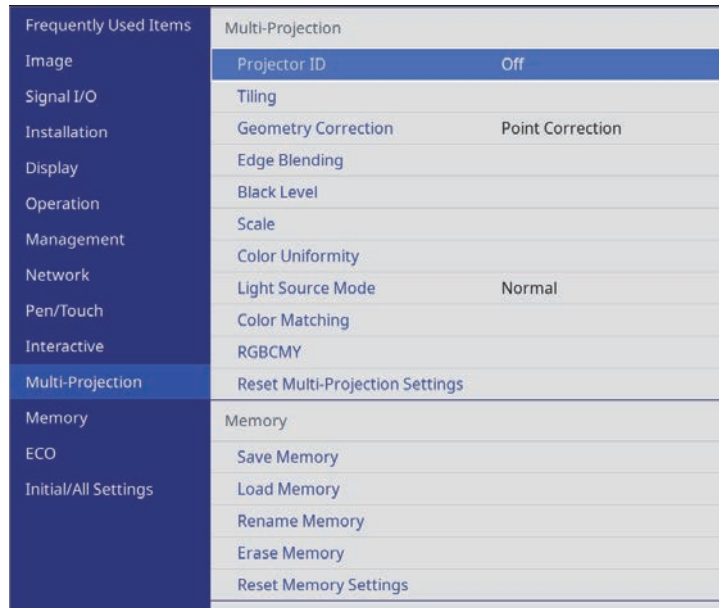 Frequently Used Items
Image
Signal I/O
Installation
Display
Operation
Management
Network
Pen/Touch
Interactive
Multi-Projection
Memory
ECO
Initial/All Settings
Multi-Projection
Projector ID Off
Tiling
Geometry Correction Point Correction
Edge Blending
Black Level
Scale
Color Uniformity
Light Source Mode Normal
Color Matching
RGBCMY
Reset Multi-Projection Settings
Memory
Save Memory
Load Memory
Rename Memory
Erase Memory
Reset Memory Settings